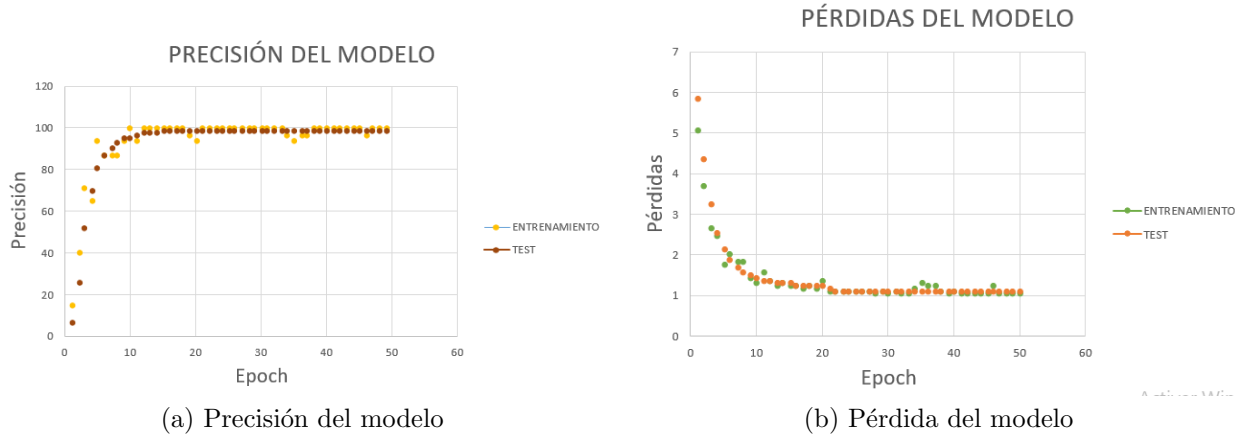 PRECISIÓN DEL MODELO
120
100
80
60
40
20
0
0 10 20 30 40 50 60
Precisión
Epoch
ENTRENAMIENTO
TEST
(a) Precisión del modelo
PÉRDIDAS DEL MODELO
7
6
5
4
3
2
1
0
0 10 20 30 40 50 60
Pérdidas
Epoch
ENTRENAMIENTO
TEST
(b) Pérdida del modelo